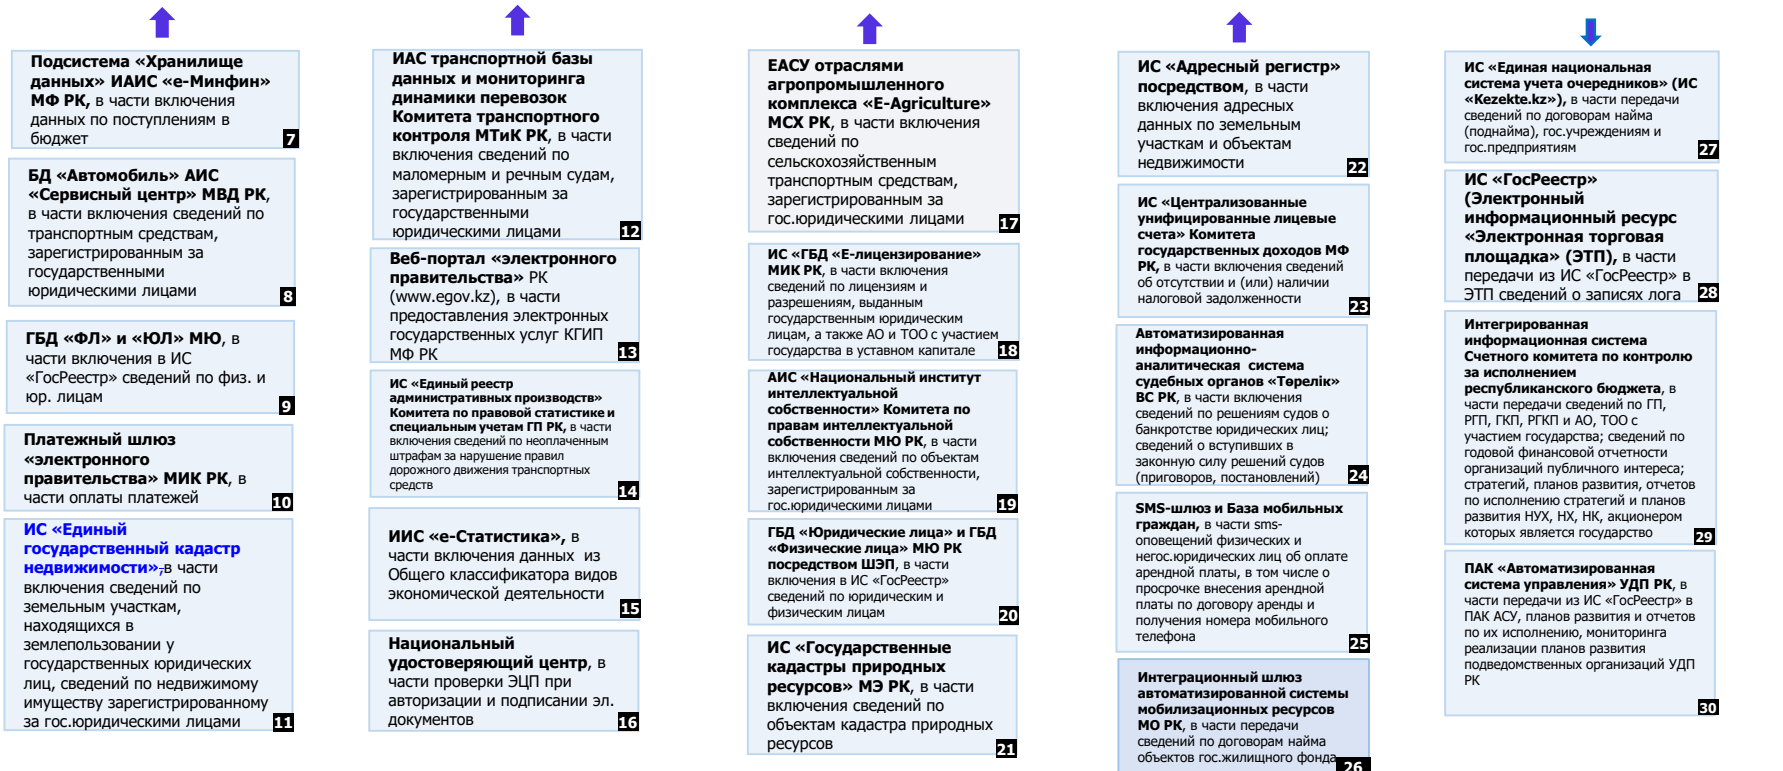 Подсистема «Хранилище
данных» ИАИС «е-Минфин»
МФ РК, в части включения
данных по поступлениям в
бюджет
7
БД «Автомобиль» АИС
«Сервисный центр» МВД РК,
в части включения сведений по
транспортным средствам,
зарегистрированным за
государственными
юридическими лицами
8
ГБД «ФЛ» и «ЮЛ» МЮ, в
части включения в ИС
«ГосРеестр» сведений по физ. и
юр. лицам
9
Платежный шлюз
«электронного
правительства» МИК РК, в
части оплаты платежей
10
ИС «Единый
государственный кадастр
недвижимости»,в части
включения сведений по
земельным участкам,
находящихся в
землепользовании у
государственных юридических
лиц, сведений по недвижимому
имуществу зарегистрированному
за гос.юридическими лицами
11
ИАС транспортной базы
данных и мониторинга
динамики перевозок
Комитета транспортного
контроля МТиК РК, в части
включения сведений по
маломерным и речным судам,
зарегистрированным за
государственными
юридическими лицами
12
Веб-портал «электронного
правительства» РК
(www.egov.kz), в части
предоставления электронных
государственных услуг КГИП
МФ РК
13
ИС «Единый реестр
административных производств»
Комитета по правовой статистике и
специальным учетам ГП РК, в части
включения сведений по неоплаченным
штрафам за нарушение правил
дорожного движения транспортных
средств
14
ИИС «е-Статистика», в
части включения данных  из
Общего классификатора видов
экономической деятельности
15
Национальный
удостоверяющий центр, в
части проверки ЭЦП при
авторизации и подписании эл.
документов
16
ЕАСУ отраслями
агропромышленного
комплекса «E-Agriculture»
МСХ РК, в части включения
сведений по
сельскохозяйственным
транспортным средствам,
зарегистрированным за
гос.юридическими лицами
17
ИС «ГБД «Е-лицензирование»
МИК РК, в части включения
сведений по лицензиям и
разрешениям, выданным
государственным юридическим
лицам, а также АО и ТОО с участием
государства в уставном капитале
18
АИС «Национальный институт
интеллектуальной
собственности» Комитета по
правам интеллектуальной
собственности МЮ РК, в части
включения сведений по объектам
интеллектуальной собственности,
зарегистрированным за
гос.юридическими лицами
19
ГБД «Юридические лица» и ГБД
«Физические лица» МЮ РК
посредством ШЭП, в части
включения в ИС «ГосРеестр»
сведений по юридическим и
физическим лицам
20
ИС «Государственные
кадастры природных
ресурсов» МЭ РК, в части
включения сведений по
объектам кадастра природных
ресурсов
21
ИС «Адресный регистр»
посредством, в части
включения адресных
данных по земельным
участкам и объектам
недвижимости
22
ИС «Централизованные
унифицированные лицевые
счета» Комитета
государственных доходов МФ
РК, в части включения сведений
об отсутствии и (или) наличии
налоговой задолженности
23
Автоматизированная
информационно-
аналитическая  система
судебных органов «Төрелік»
ВС РК, в части включения
сведений по решениям судов о
банкротстве юридических лиц;
сведений о вступивших в
законную силу решений судов
(приговоров, постановлений)
24
SMS-шлюз и База мобильных
граждан, в части sms-
оповещений физических и
негос.юридических лиц об оплате
арендной платы, в том числе о
просрочке внесения арендной
платы по договору аренды и
получения номера мобильного
телефона
25
Интеграционный шлюз
автоматизированной системы
мобилизационных ресурсов
МО РК, в части передачи
сведений по договорам найма
объектов гос.жилищного фонда
26
ИС «Единая национальная
система учета очередников» (ИС
«Kezekte.kz»), в части передачи
сведений по договорам найма
(поднайма), гос.учреждениям и
гос.предприятиям
27
ИС «ГосРеестр»
(Электронный
информационный ресурс
«Электронная торговая
площадка» (ЭТП), в части
передачи из ИС «ГосРеестр» в
ЭТП сведений о записях лога
28
Интегрированная
информационная система
Счетного комитета по контролю
за исполнением
республиканского бюджета, в
части передачи сведений по ГП,
РГП, ГКП, РГКП и АО, ТОО с
участием государства; сведений по
годовой финансовой отчетности
организаций публичного интереса;
стратегий, планов развития, отчетов
по исполнению стратегий и планов
развития НУХ, НХ, НК, акционером
которых является государство
29
ПАК «Автоматизированная
система управления» УДП РК, в
части передачи из ИС «ГосРеестр» в
ПАК АСУ, планов развития и отчетов
по их исполнению, мониторинга
реализации планов развития
подведомственных организаций УДП
РК
30